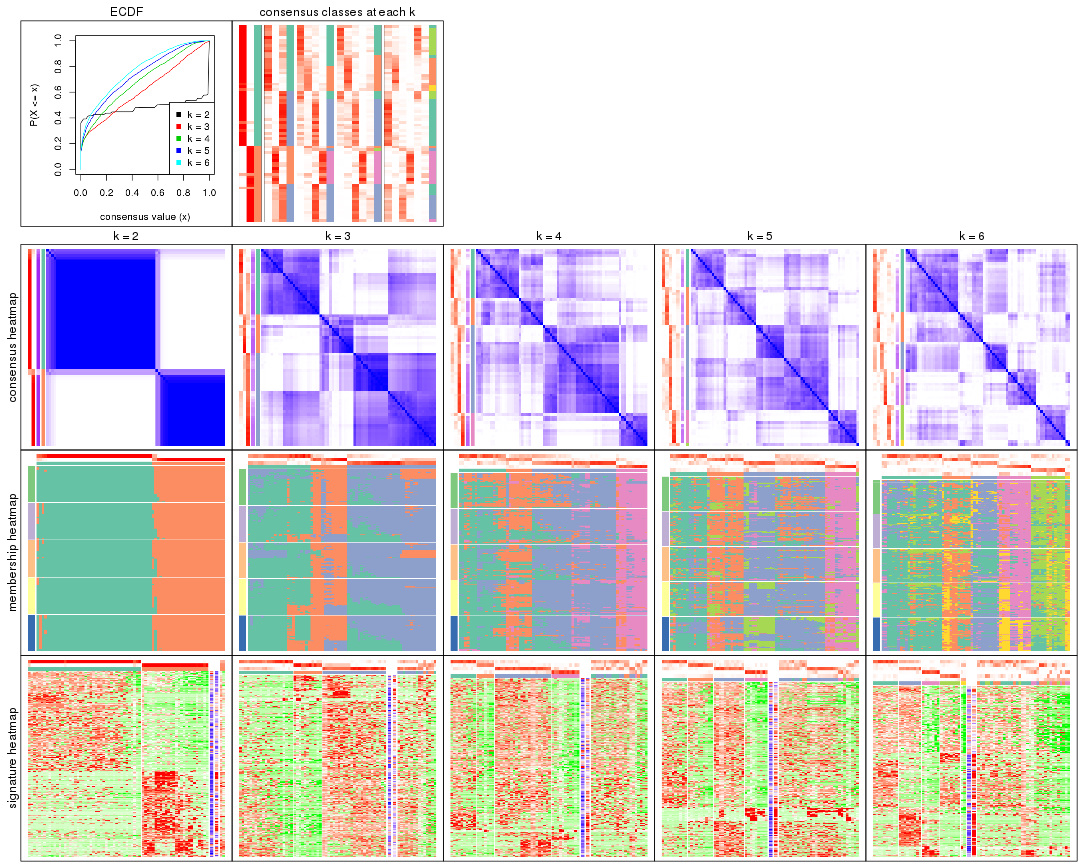 ECDF
consensus classes at each k
P(X <= x)
0.0 0.2 0.4 0.6 0.8 1.0
k = 2
k = 3
k = 4
k = 5
k = 6
0.0 0.2 0.4 0.6 0.8 1.0
consensus value (x)
k = 2
k = 3
k = 4
k = 5
k = 6
consensus heatmap
membership heatmap
signature heatmap